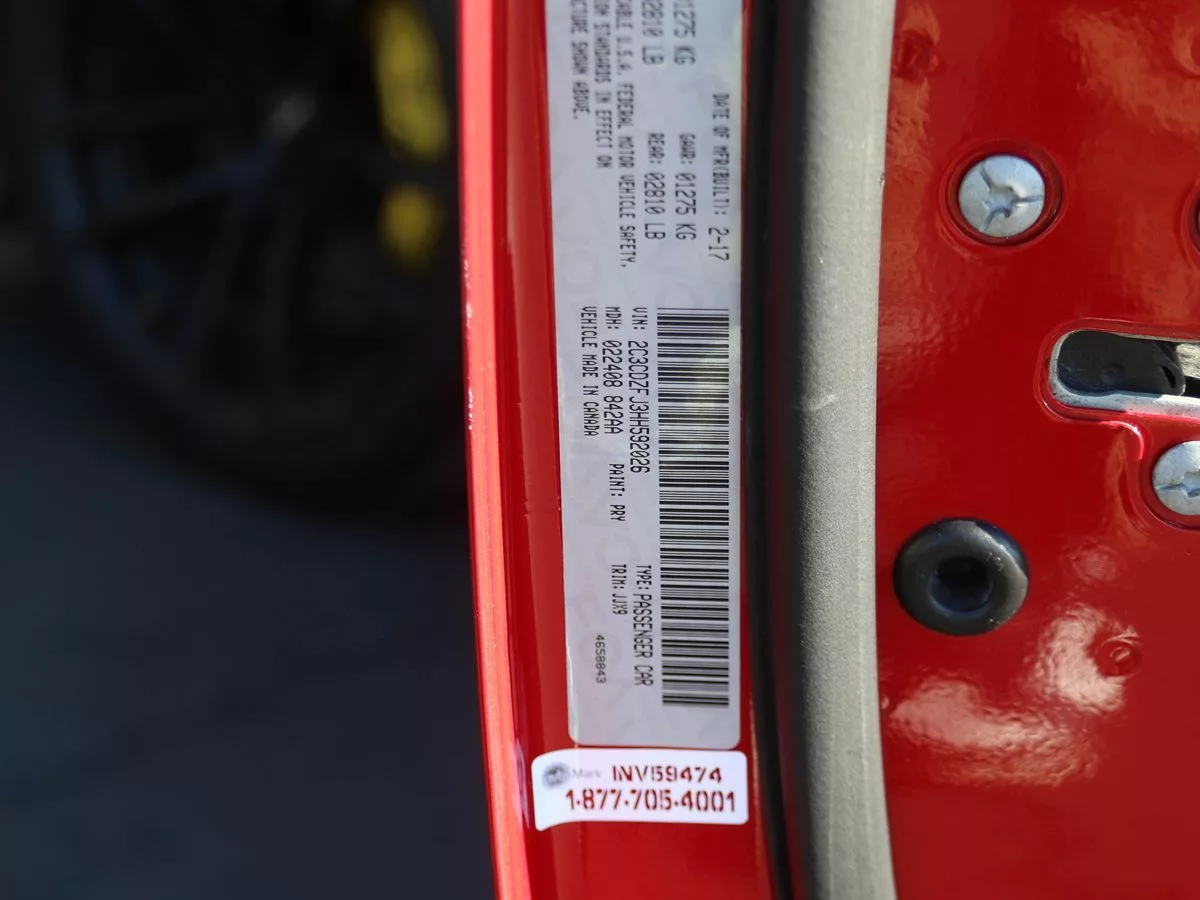 DATE OF MFR(BUILT): 2-17
01275 KG GAWR: 01275 KG
02810 LB REAR: 02810 LB
CABLE U.S.A. FEDERAL MOTOR VEHICLE SAFETY,
ION STANDARDS IN EFFECT ON
CTURE SHOWN ABOVE.
VIN: 2C3CDZFJ3HH592026 TYPE: PASSENGER CAR
MDH: 022408 842AA PAINT: PRY TRIM: JJX9
VEHICLE MADE IN CANADA
4658843
Mark INV59474
1-877-705-4001